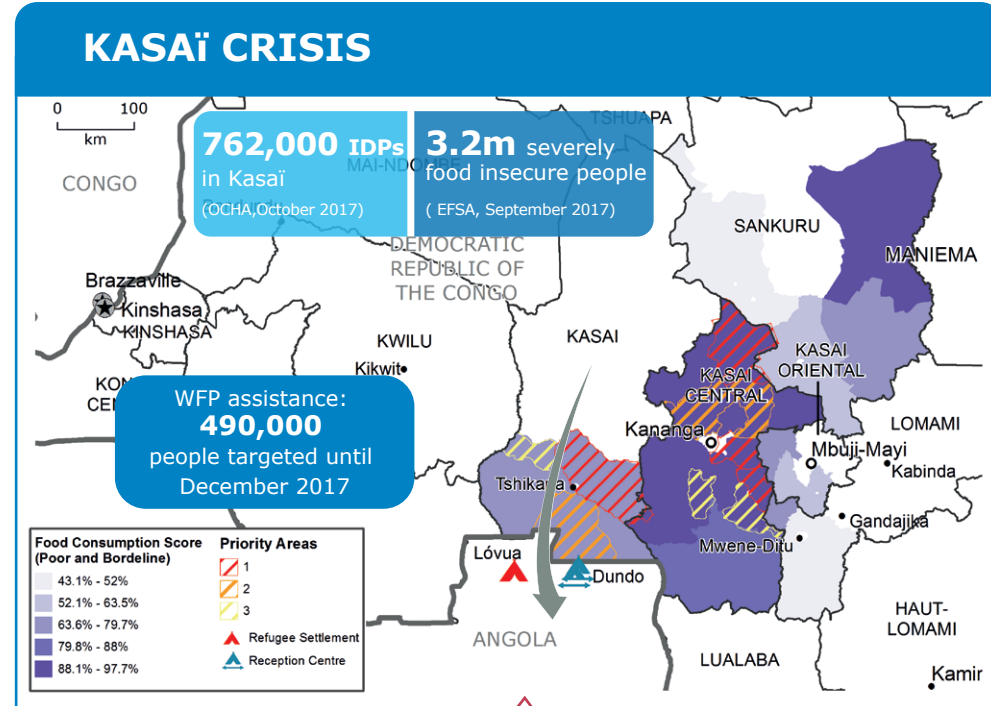 KASAï CRISIS
0 100
km
762,000 IDPs
in Kasaï
(OCHA,October 2017)
3.2m severely
food insecure people
( EFSA, September 2017)
TSHUAPA
MAI-NDOMBE
CONGO
SANKURU
MANIEMA
DEMOCRATIC
REPUBLIC OF
THE CONGO
Brazzaville
Kinshasa
KINSHASA
KWILU
KASAI
Kikwit
KASAI
ORIENTAL
KASAI
CENTRAL
LOMAMI
Kananga
Mbuji-Mayi
Kabinda
WFP assistance:
490,000
people targeted until
December 2017
Tshikapa
Gandajika
Mwene-Ditu
Lóvua
Dundo
ANGOLA
HAUT-
LOMAMI
LUALABA
Kamin
Food Consumption Score
(Poor and Bordeline)
43.1% - 52%
52.1% - 63.5%
63.6% - 79.7%
79.8% - 88%
88.1% - 97.7%
Priority Areas
1
2
3
Refugee Settlement
Reception Centre